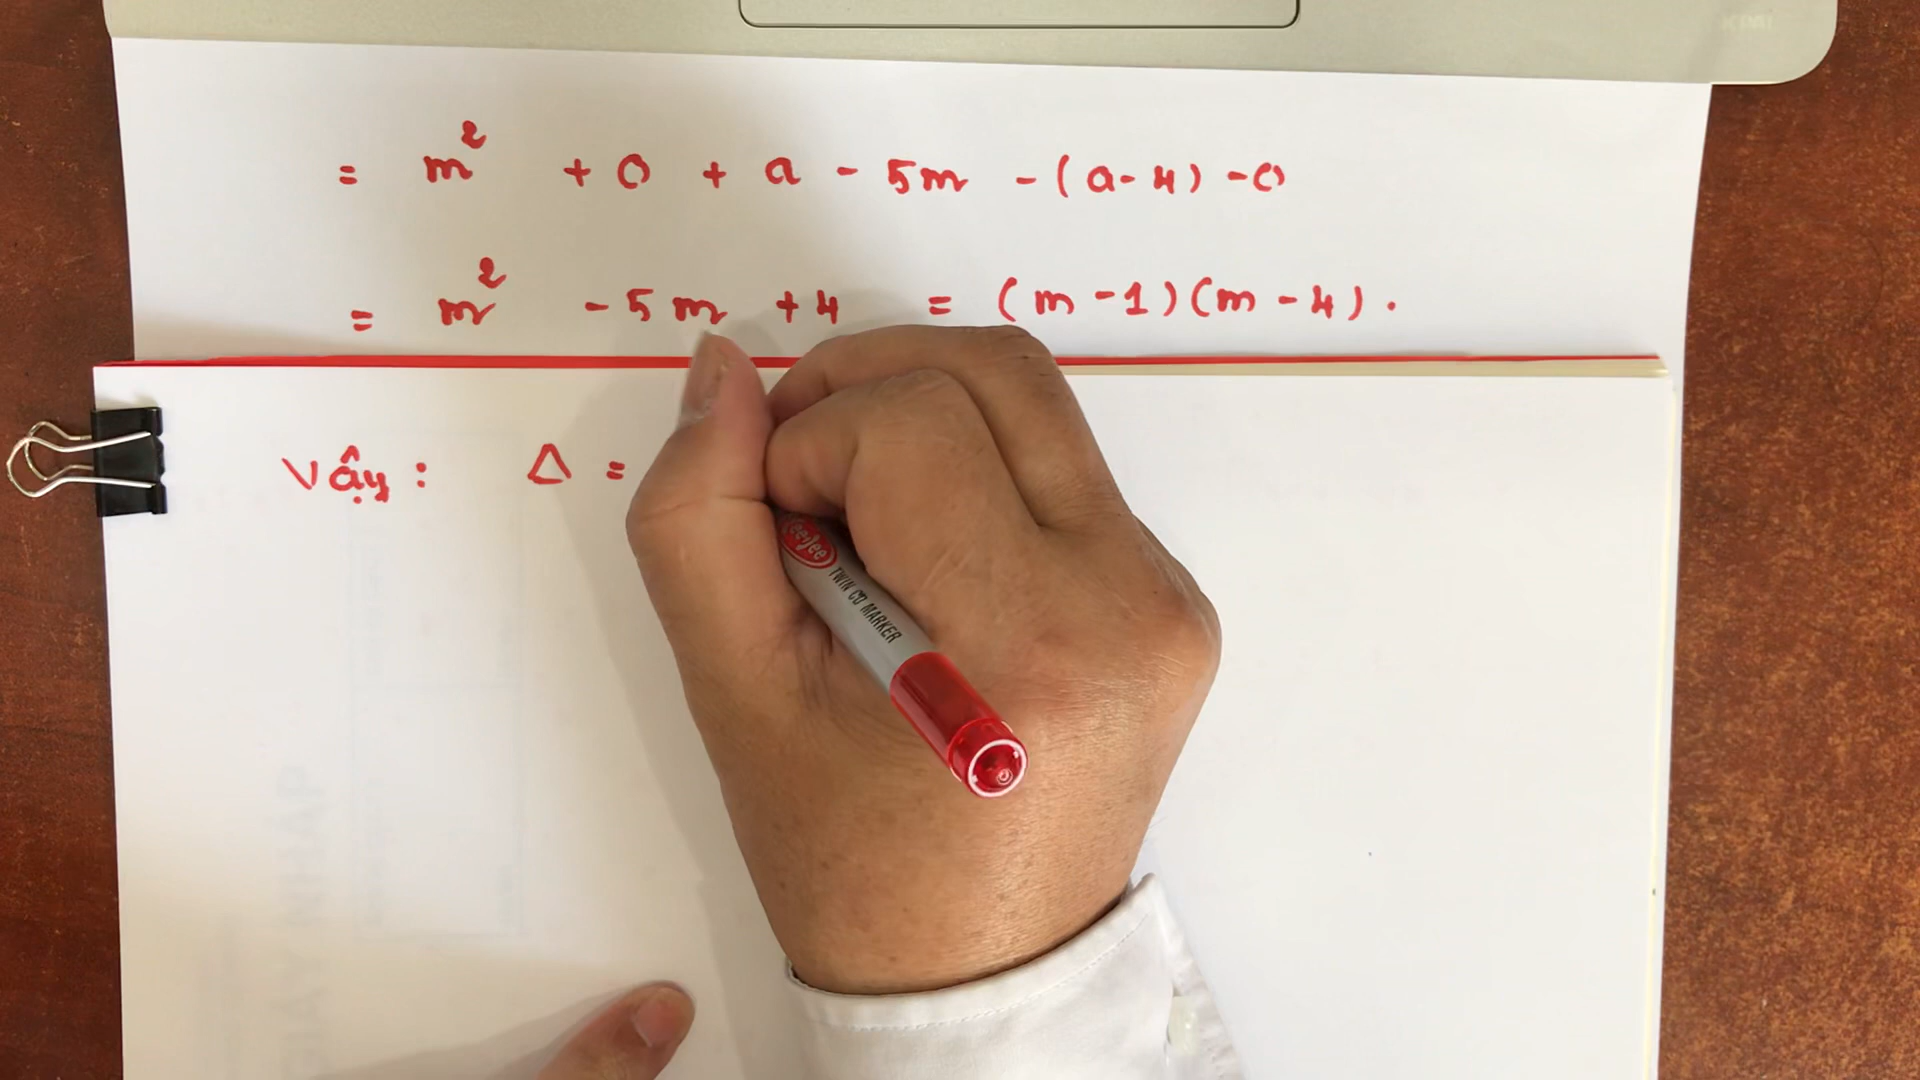 = m² + 0 + a - 5m - (a-4) - 0
= m² - 5m + 4 = (m-1)(m-4).
Vậy: Δ =
TWIN CD MARKER